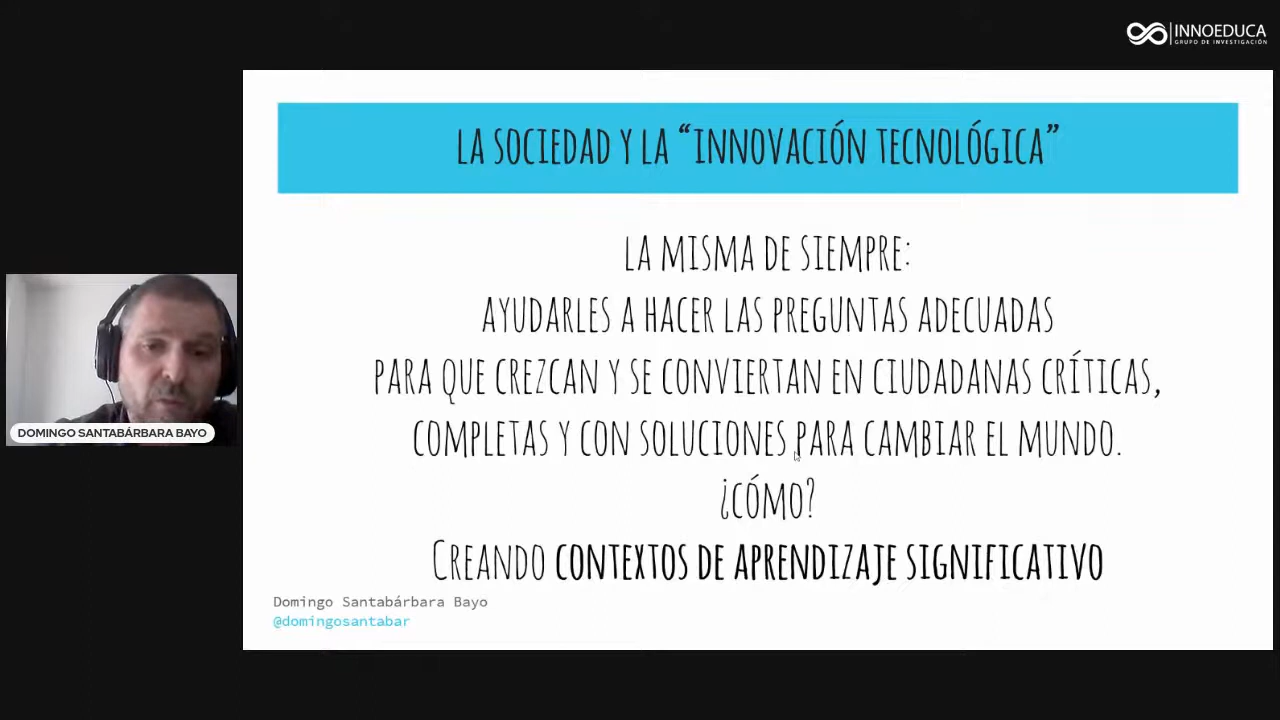 INNOEDUCA
GRUPO DE INVESTIGACIÓN
LA SOCIEDAD Y LA “INNOVACIÓN TECNOLÓGICA”
LA MISMA DE SIEMPRE:
AYUDARLES A HACER LAS PREGUNTAS ADECUADAS
PARA QUE CREZCAN Y SE CONVIERTAN EN CIUDADANAS CRÍTICAS,
COMPLETAS Y CON SOLUCIONES PARA CAMBIAR EL MUNDO.
¿CÓMO?
CREANDO CONTEXTOS DE APRENDIZAJE SIGNIFICATIVO
Domingo Santabárbara Bayo
@domingosantabar
DOMINGO SANTABÁRBARA BAYO